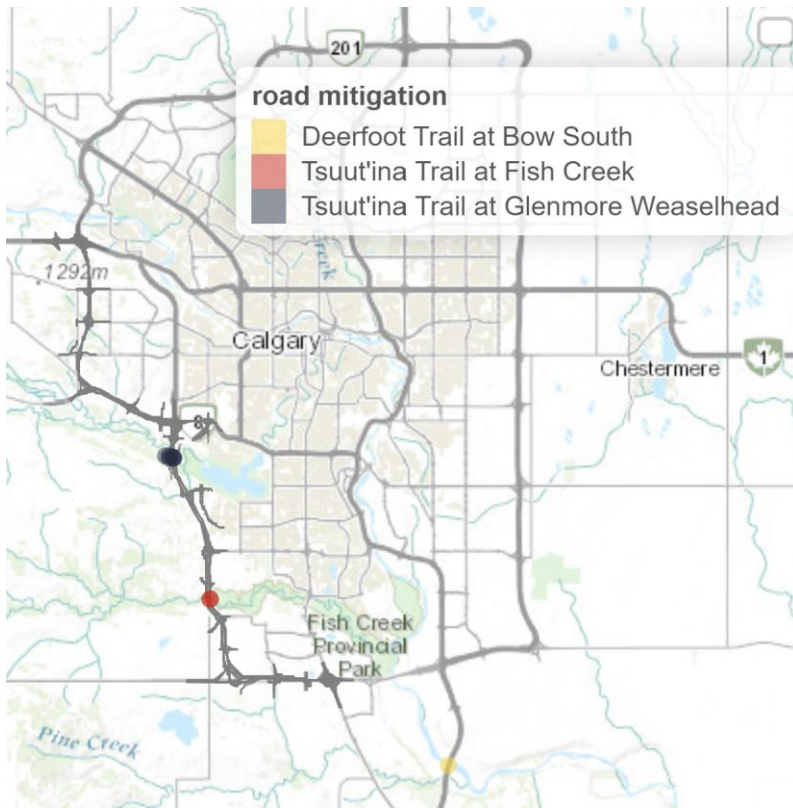 201
road mitigation
Deerfoot Trail at Bow South
Tsuut'ina Trail at Fish Creek
Tsuut'ina Trail at Glenmore Weaselhead
Creek
1292m
Calgary
Chestermere
1
8
Fish Creek
Provincial
Park
Pine Creek